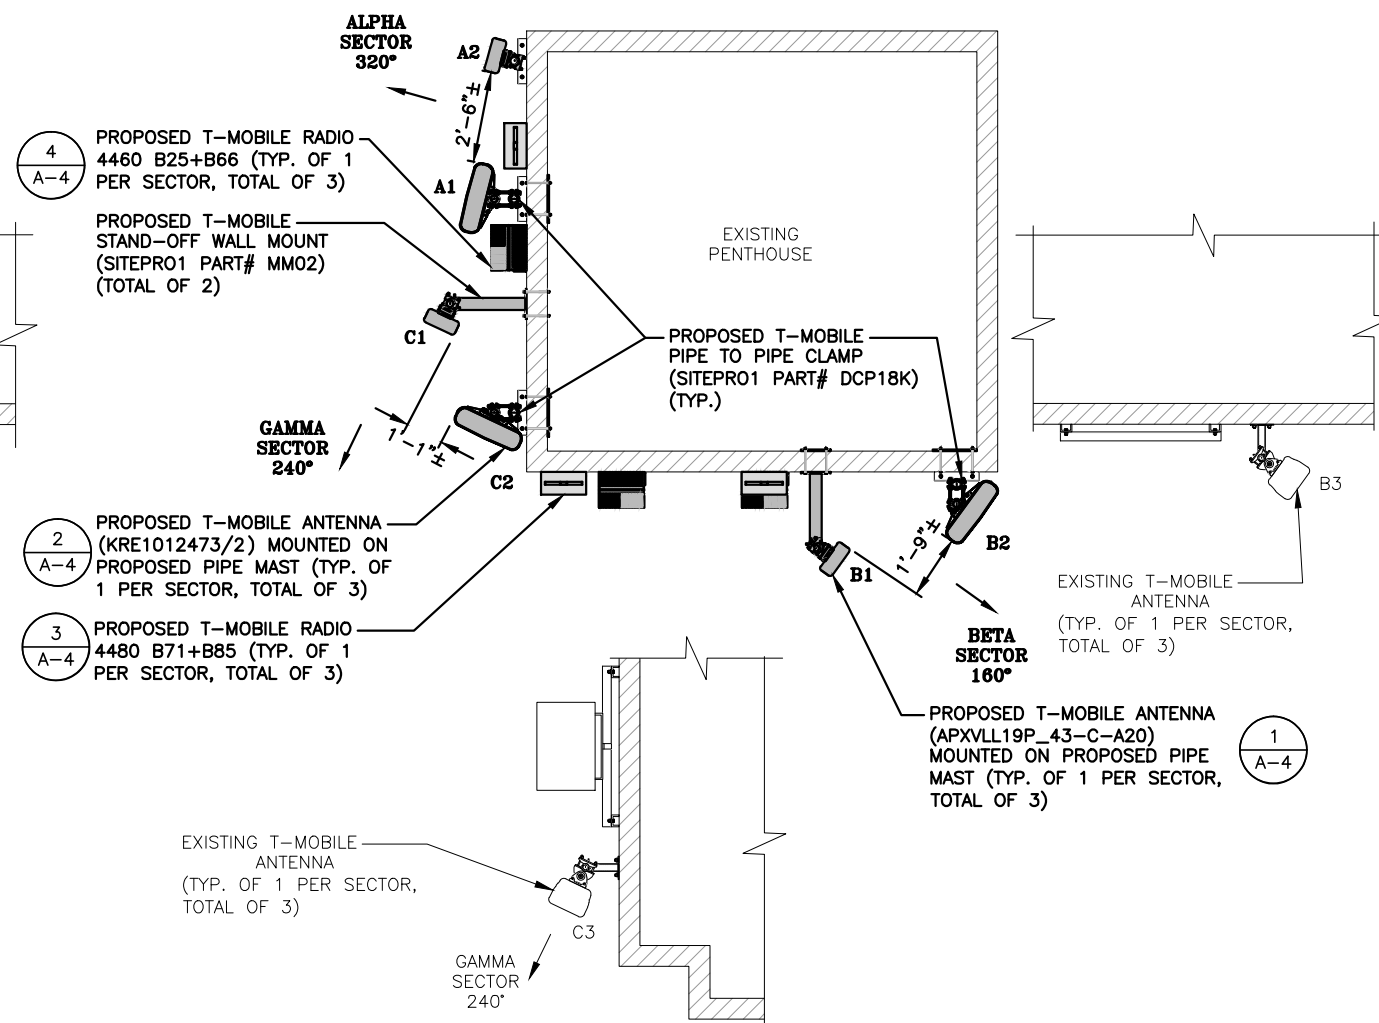 ALPHA
SECTOR
320°
A2
2'-6"±
4
A-4
PROPOSED T-MOBILE RADIO
4460 B25+B66 (TYP. OF 1
PER SECTOR, TOTAL OF 3)
A1
PROPOSED T-MOBILE
STAND-OFF WALL MOUNT
(SITEPRO1 PART# MM02)
(TOTAL OF 2)
EXISTING
PENTHOUSE
C1
PROPOSED T-MOBILE
PIPE TO PIPE CLAMP
(SITEPRO1 PART# DCP18K)
(TYP.)
GAMMA
SECTOR
240°
1'-1"±
C2
B3
2
A-4
PROPOSED T-MOBILE ANTENNA
(KRE1012473/2) MOUNTED ON
PROPOSED PIPE MAST (TYP. OF
1 PER SECTOR, TOTAL OF 3)
1'-9"±
B2
B1
EXISTING T-MOBILE
ANTENNA
(TYP. OF 1 PER SECTOR,
TOTAL OF 3)
3
A-4
PROPOSED T-MOBILE RADIO
4480 B71+B85 (TYP. OF 1
PER SECTOR, TOTAL OF 3)
BETA
SECTOR
160°
PROPOSED T-MOBILE ANTENNA
(APXVLL19P_43-C-A20)
MOUNTED ON PROPOSED PIPE
MAST (TYP. OF 1 PER SECTOR,
TOTAL OF 3)
1
A-4
EXISTING T-MOBILE
ANTENNA
(TYP. OF 1 PER SECTOR,
TOTAL OF 3)
C3
GAMMA
SECTOR
240°